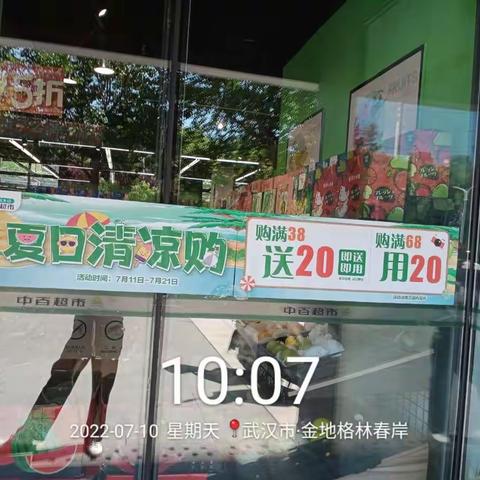 5折
FRUITS
超市
夏日清凉购
活动时间：7月11日-7月21日
购满38
送20
即送
即用
购满68
用20
中百超市
中百超市
10:07
2022-07-10 星期天 武汉市·金地格林春岸